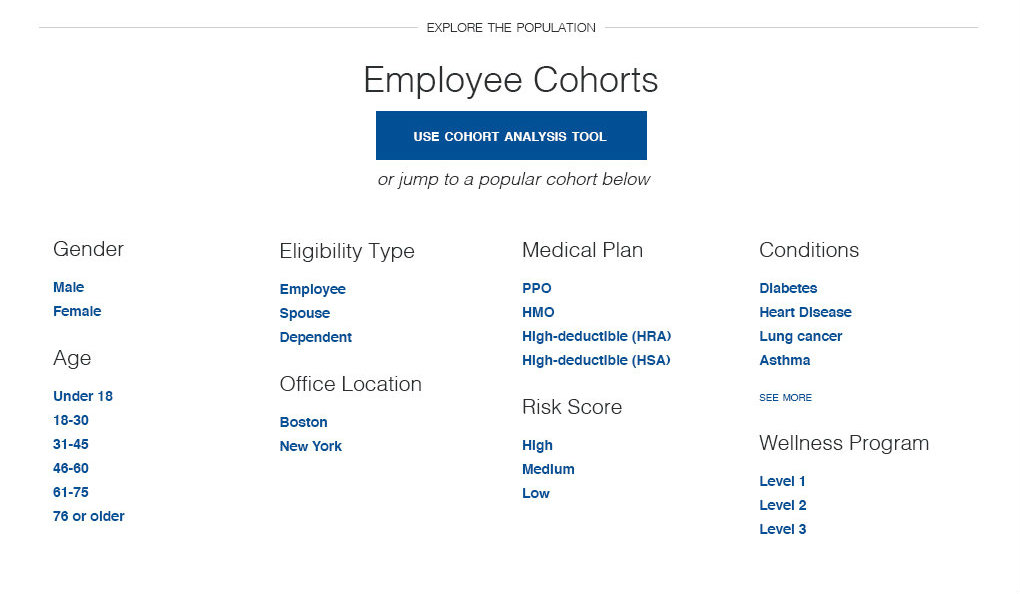 EXPLORE THE POPULATION
Employee Cohorts
USE COHORT ANALYSIS TOOL
or jump to a popular cohort below
Gender
Male
Female
Age
Under 18
18-30
31-45
46-60
61-75
76 or older
Eligibility Type
Employee
Spouse
Dependent
Office Location
Boston
New York
Medical Plan
PPO
HMO
High-deductible (HRA)
High-deductible (HSA)
Risk Score
High
Medium
Low
Conditions
Diabetes
Heart Disease
Lung cancer
Asthma
SEE MORE
Wellness Program
Level 1
Level 2
Level 3